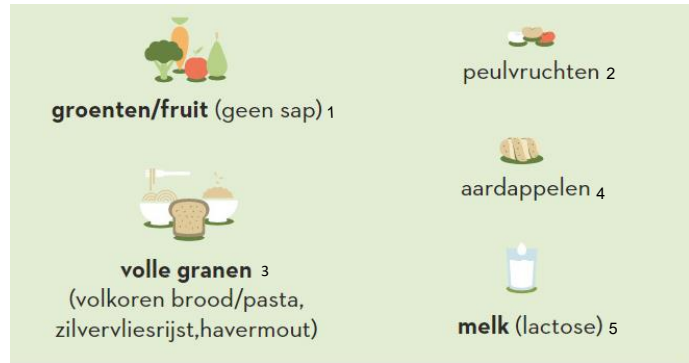 groenten/fruit (geen sap) 1
peulvruchten 2
volle granen 3
(volkoren brood/pasta,
zilvervliesrijst,havermout)
aardappelen 4
melk (lactose) 5